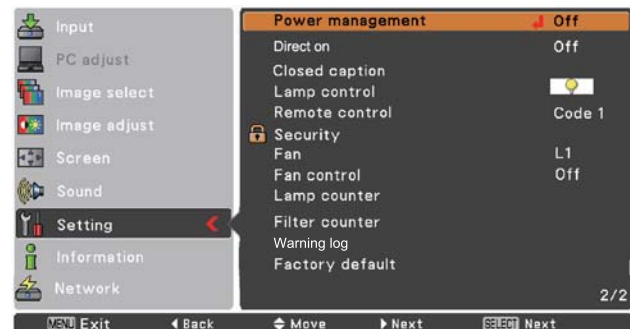 Input
PC adjust
Image select
Image adjust
Screen
Sound
Setting
Information
Network
Power management Off
Direct on Off
Closed caption
Lamp control
Remote control Code 1
Security
Fan L1
Fan control Off
Lamp counter
Filter counter
Warning log
Factory default
2/2
MENU Exit Back Move Next SELECT Next